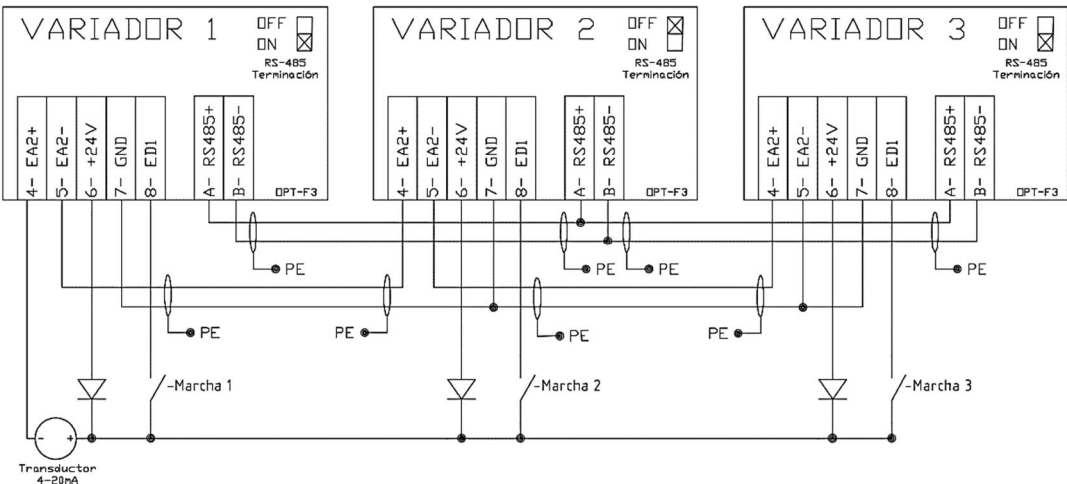 VARIADOR 1
OFF
ON
RS-485
Terminación
4- EA2+
5- EA2-
6- +24V
7- GND
8- ED1
A- RS485+
B- RS485-
OPT-F3
VARIADOR 2
OFF
ON
RS-485
Terminación
4- EA2+
5- EA2-
6- +24V
7- GND
8- ED1
A- RS485+
B- RS485-
OPT-F3
VARIADOR 3
OFF
ON
RS-485
Terminación
4- EA2+
5- EA2-
6- +24V
7- GND
8- ED1
A- RS485+
B- RS485-
OPT-F3
PE
PE
PE
PE
PE
PE
PE
PE
-Marcha 1
-Marcha 2
-Marcha 3
- +
Transductor
4-20mA